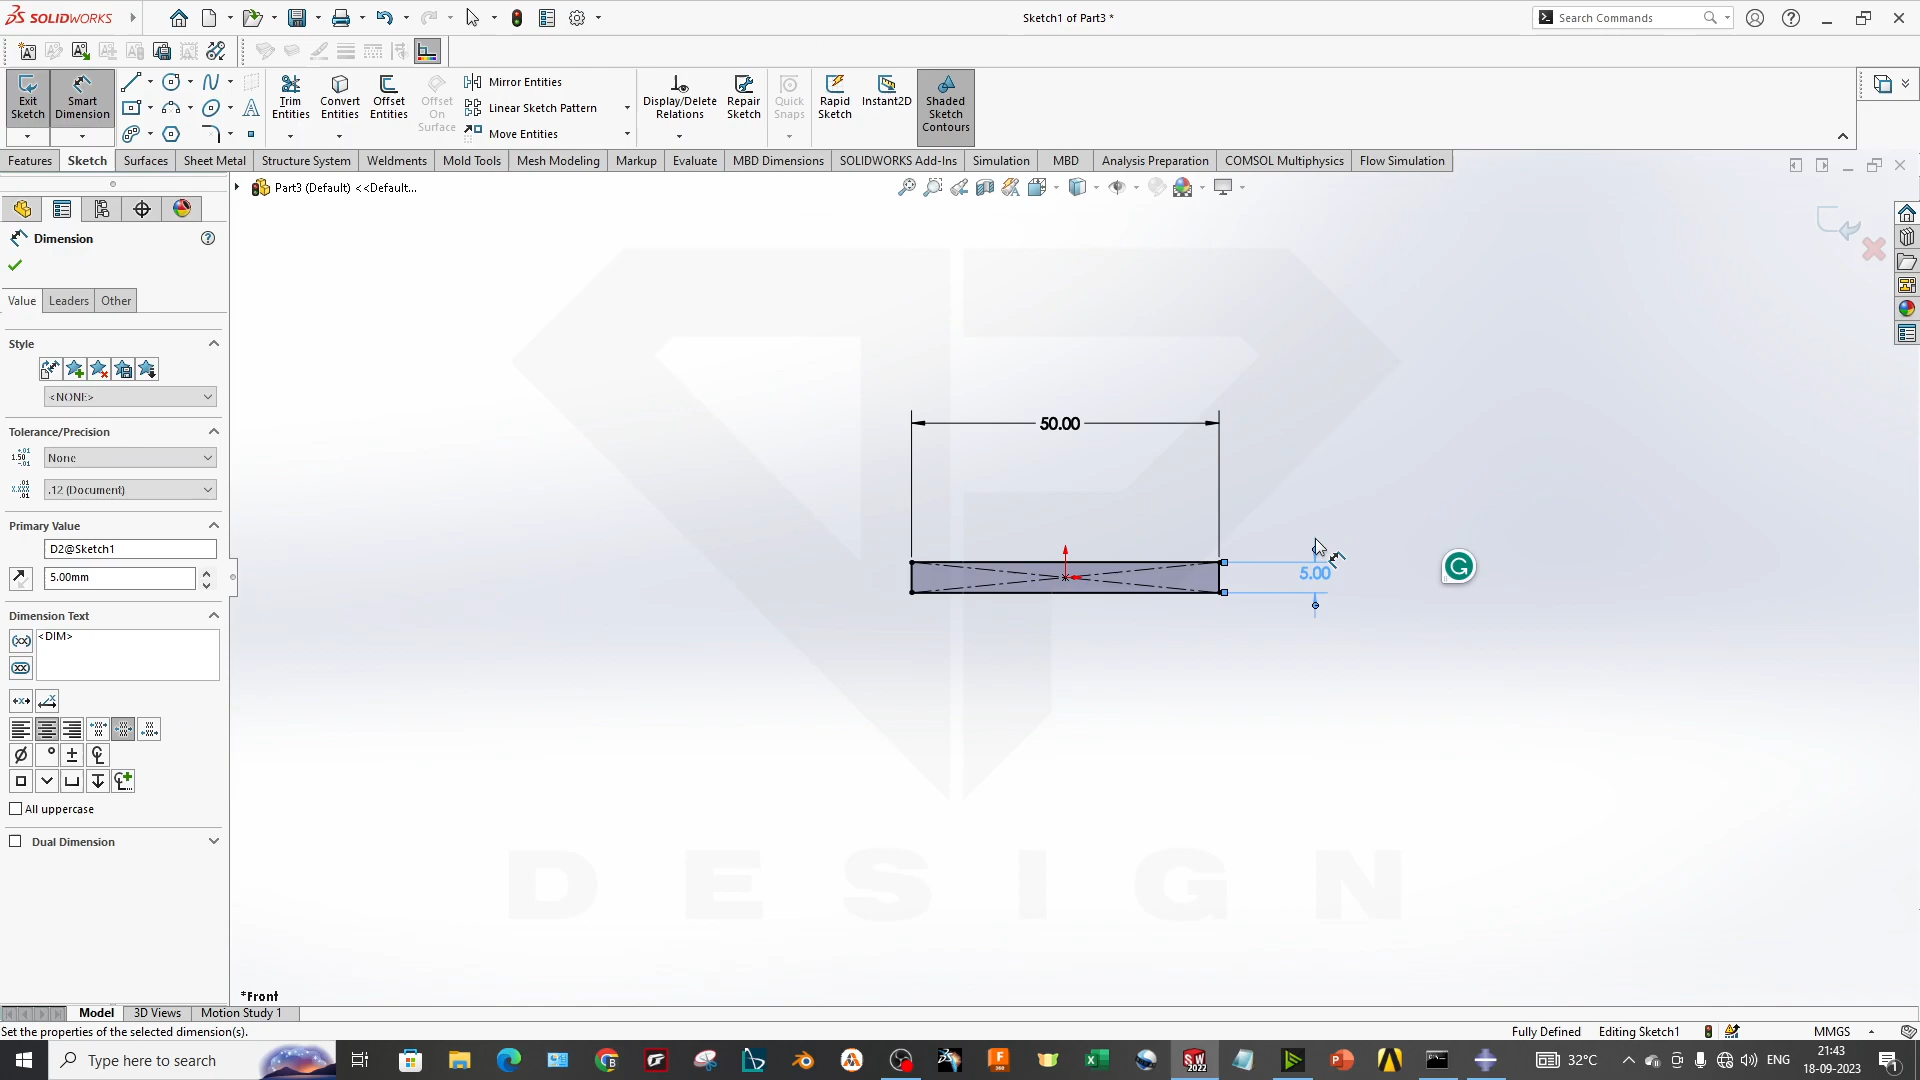 SOLIDWORKS
Sketch1 of Part3 *
Search Commands
Exit Sketch
Smart Dimension
Trim Entities
Convert Entities
Offset Entities
Offset On Surface
Mirror Entities
Linear Sketch Pattern
Move Entities
Display/Delete Relations
Repair Sketch
Quick Snaps
Rapid Sketch
Instant2D
Shaded Sketch Contours
Features
Sketch
Surfaces
Sheet Metal
Structure System
Weldments
Mold Tools
Mesh Modeling
Markup
Evaluate
MBD Dimensions
SOLIDWORKS Add-Ins
Simulation
MBD
Analysis Preparation
COMSOL Multiphysics
Flow Simulation
Part3 (Default) <<Default...
Dimension
Value
Leaders
Other
Style
<NONE>
Tolerance/Precision
None
.12 (Document)
Primary Value
D2@Sketch1
5.00mm
Dimension Text
<DIM>
All uppercase
Dual Dimension
50.00
5.00
DESIGN
*Front
Model
3D Views
Motion Study 1
Set the properties of the selected dimension(s).
Fully Defined
Editing Sketch1
MMGS
Type here to search
32°C
ENG
21:43
18-09-2023